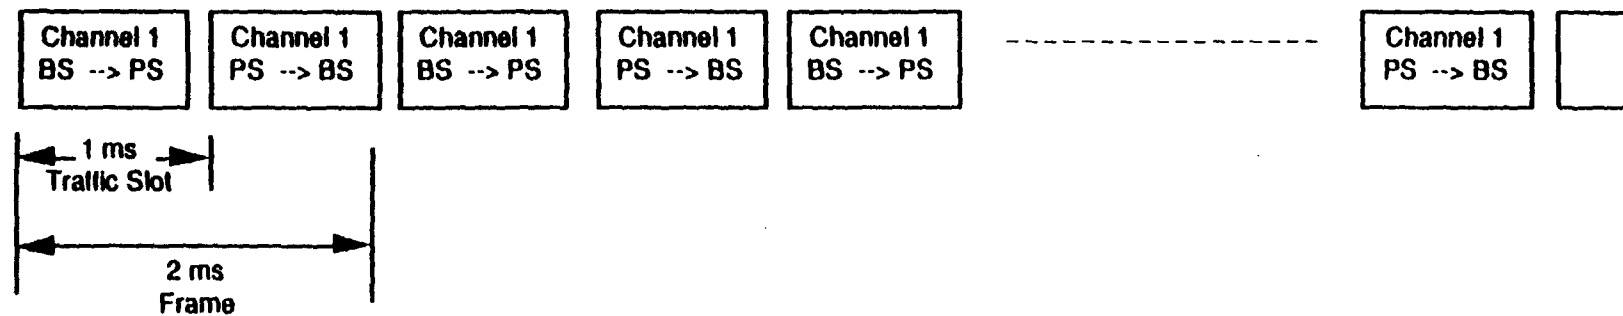 Channel 1
BS --> PS
Channel 1
PS --> BS
Channel 1
BS --> PS
Channel 1
PS --> BS
Channel 1
BS --> PS
Channel 1
PS --> BS
1 ms
Traffic Slot
2 ms
Frame